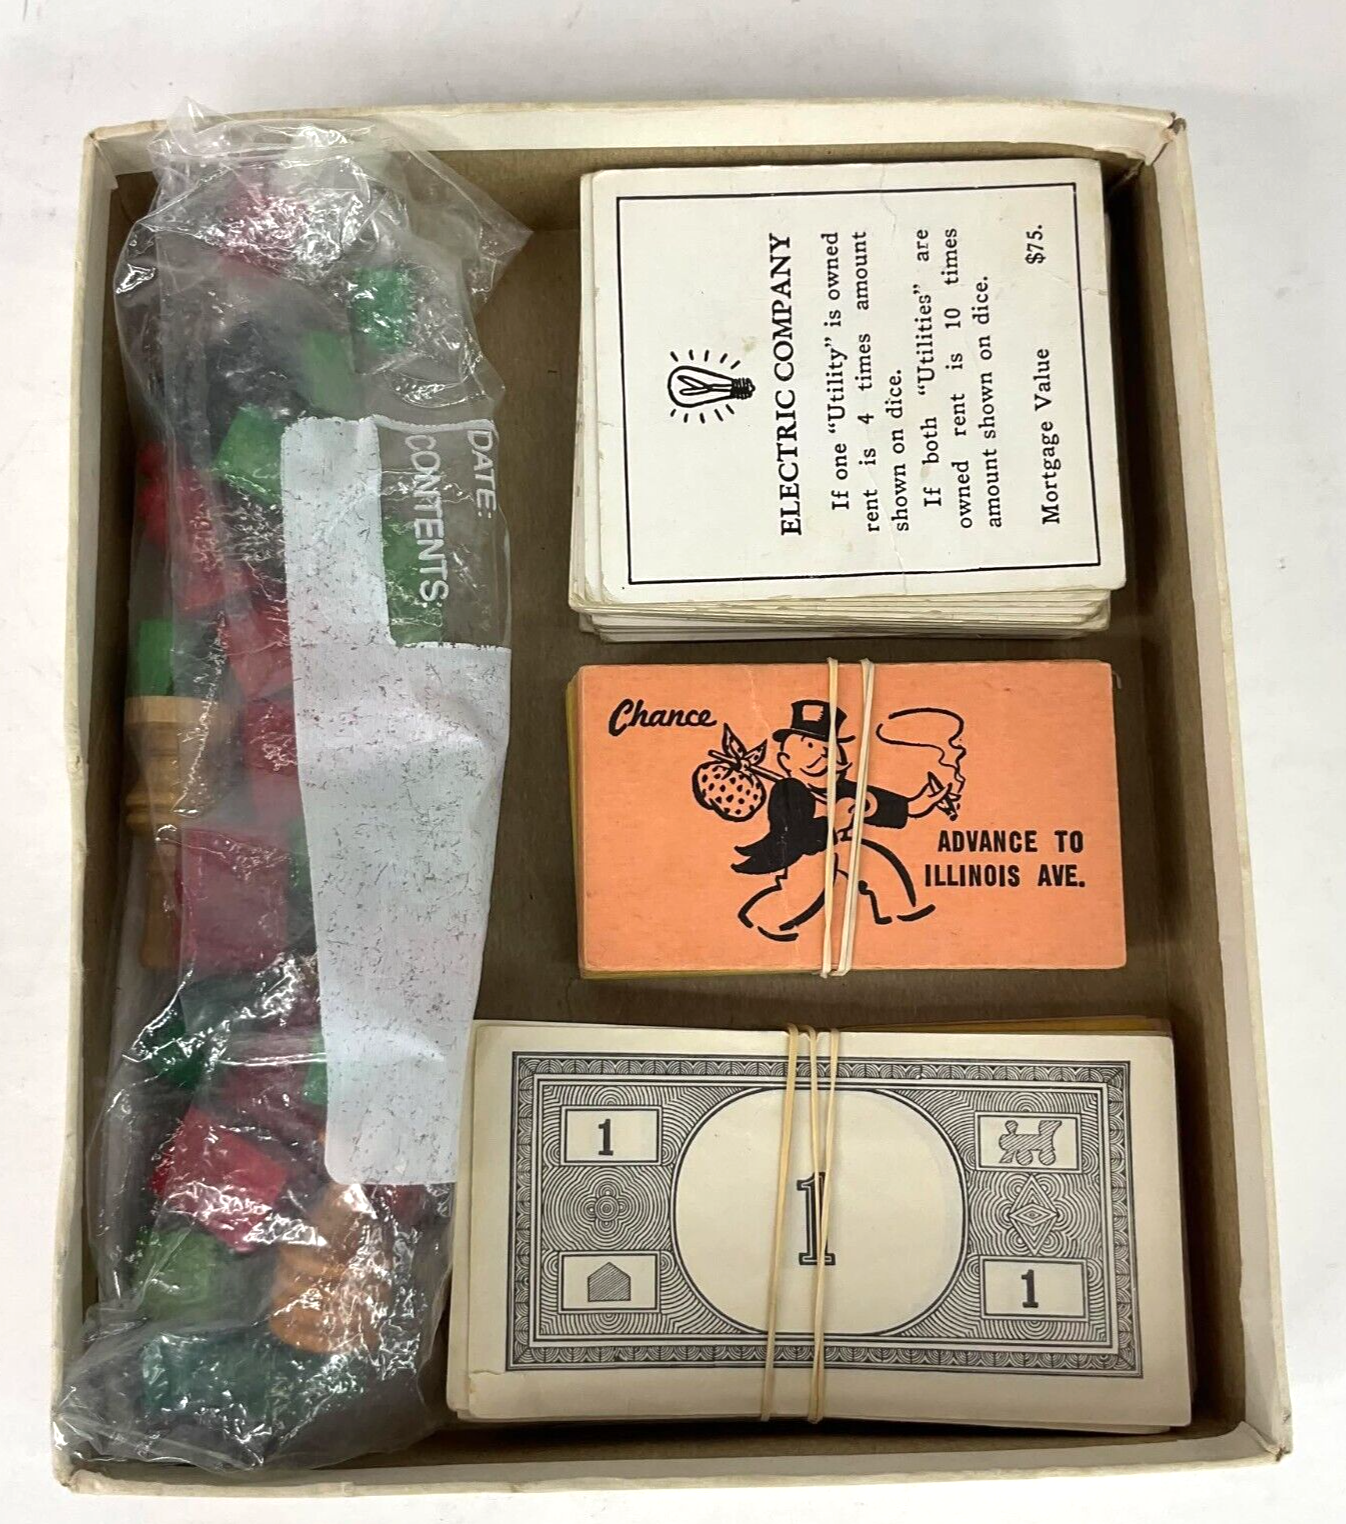 DATE:
CONTENTS:
ELECTRIC COMPANY
If one "Utility" is owned
rent is 4 times amount
shown on dice.
If both "Utilities" are
owned rent is 10 times
amount shown on dice.
Mortgage Value $75.
Chance
ADVANCE TO
ILLINOIS AVE.
1
1
1